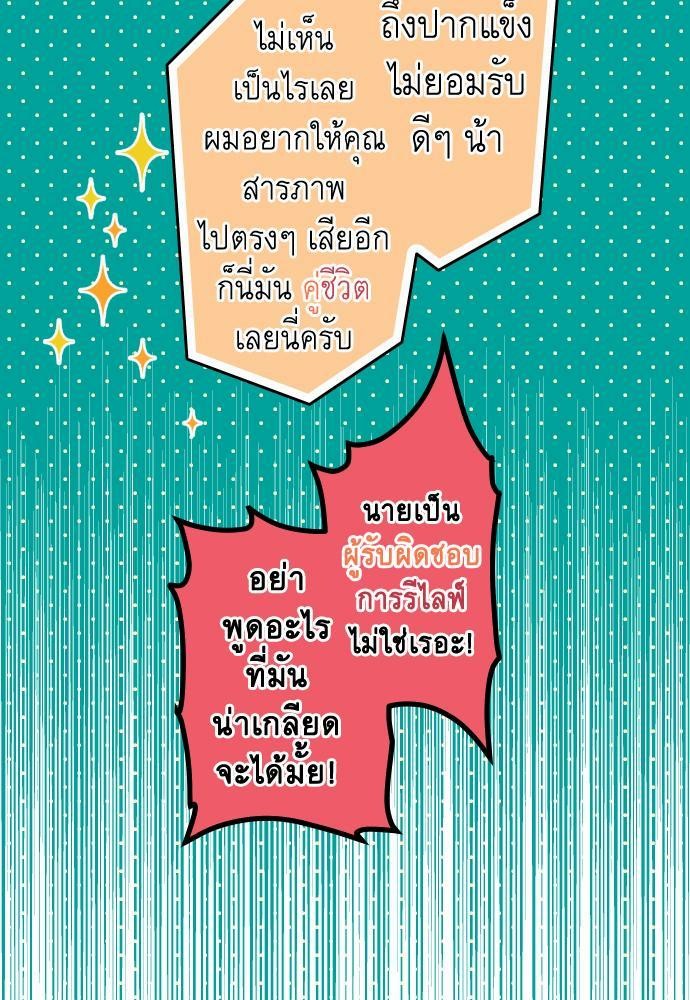 ถึงปากแข็ง
ไม่ยอมรับ
ดีๆ น้า
ไม่เห็น
เป็นไรเลย
ผมอยากให้คุณ
สารภาพ
ไปตรงๆ เสียอีก
ก็นี่มัน คู่ชีวิต
เลยนี่ครับ
นายเป็น
ผู้รับผิดชอบ
การรีไลฟ์
ไม่ใช่เรอะ!
อย่า
พูดอะไร
ที่มัน
น่าเกลียด
จะได้มั้ย!